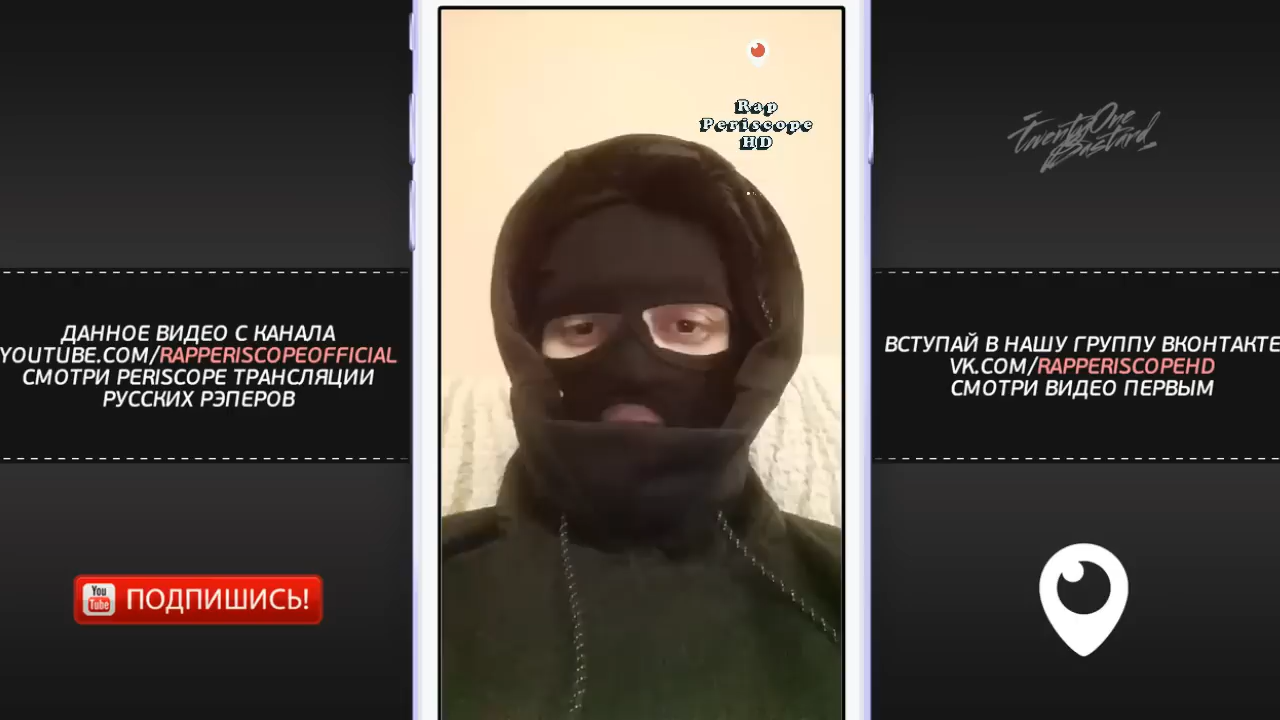 Rap
Periscope
HD
TwentyOne
Bastard
ДАННОЕ ВИДЕО С КАНАЛА
YOUTUBE.COM/RAPPERISCOPEOFFICIAL
СМОТРИ PERISCOPE ТРАНСЛЯЦИИ
РУССКИХ РЭПЕРОВ
ВСТУПАЙ В НАШУ ГРУППУ ВКОНТАКТЕ
VK.COM/RAPPERISCOPEHD
СМОТРИ ВИДЕО ПЕРВЫМ
You
Tube
ПОДПИШИСЬ!